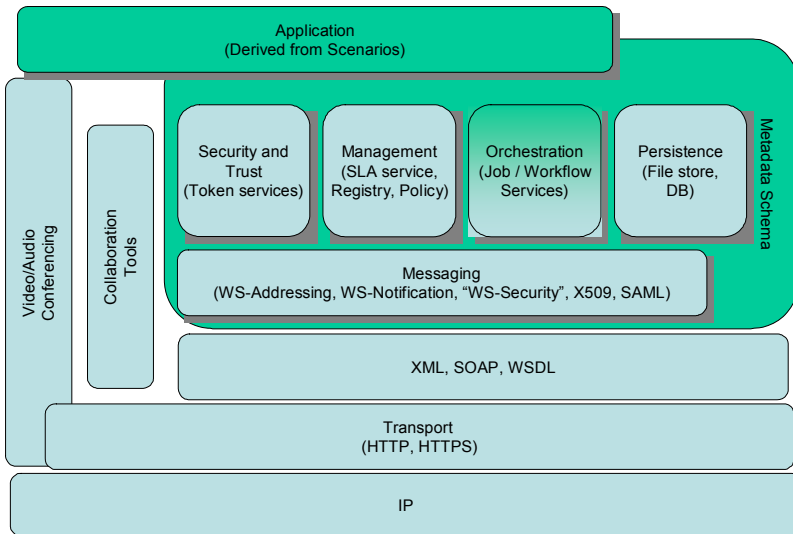 Application
(Derived from Scenarios)
Security and
Trust
(Token services)
Management
(SLA service,
Registry, Policy)
Orchestration
(Job / Workflow
Services)
Persistence
(File store,
DB)
Metadata Schema
Video/Audio
Conferencing
Collaboration
Tools
Messaging
(WS-Addressing, WS-Notification, “WS-Security”, X509, SAML)
XML, SOAP, WSDL
Transport
(HTTP, HTTPS)
IP